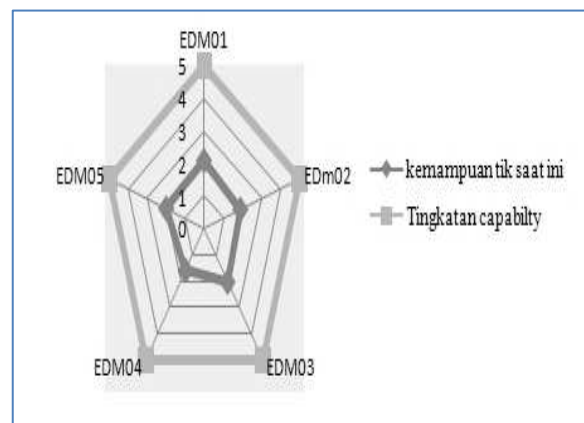 EDM01
5
4
3
2
1
0
EDm02
EDM03
EDM04
EDM05
kemampuan tik saat ini
Tingkatan capabilty